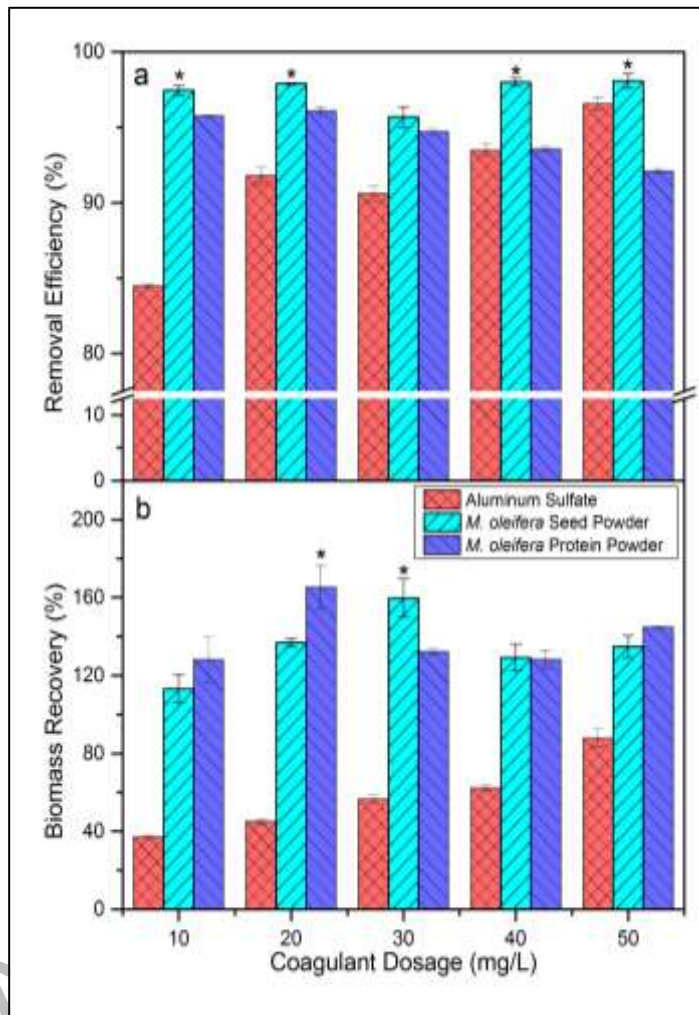 a
* * * *
100
90
80
10
0
Removal Efficiency (%)
b
Aluminum Sulfate
M. oleifera Seed Powder
M. oleifera Protein Powder
* *
200
160
120
80
40
0
Biomass Recovery (%)
10 20 30 40 50
Coagulant Dosage (mg/L)